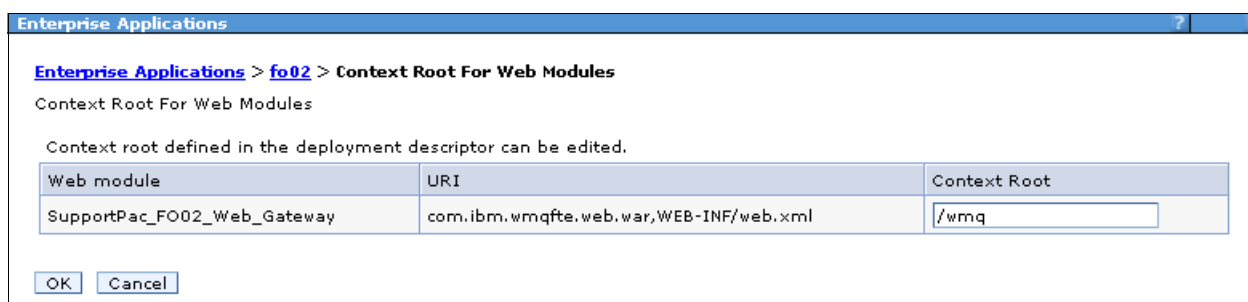 Enterprise Applications ?
Enterprise Applications > fo02 > Context Root For Web Modules
Context Root For Web Modules
Context root defined in the deployment descriptor can be edited.
Web module URI Context Root
SupportPac_FO02_Web_Gateway com.ibm.wmqfte.web.war,WEB-INF/web.xml /wmq
OK Cancel